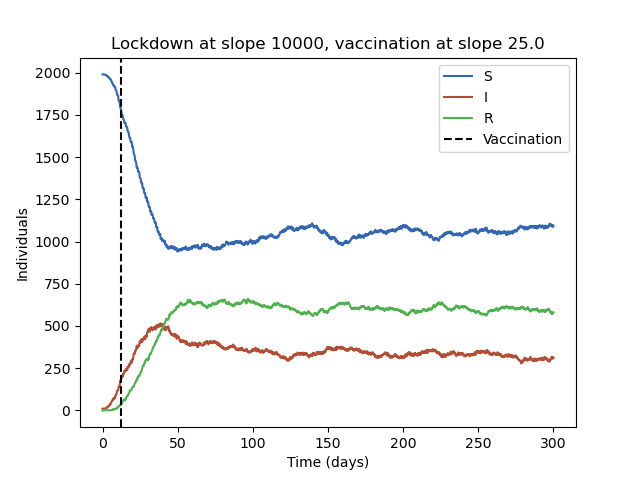 Lockdown at slope 10000, vaccination at slope 25.0
S
I
R
Vaccination
Individuals
2000
1750
1500
1250
1000
750
500
250
0
0 50 100 150 200 250 300
Time (days)